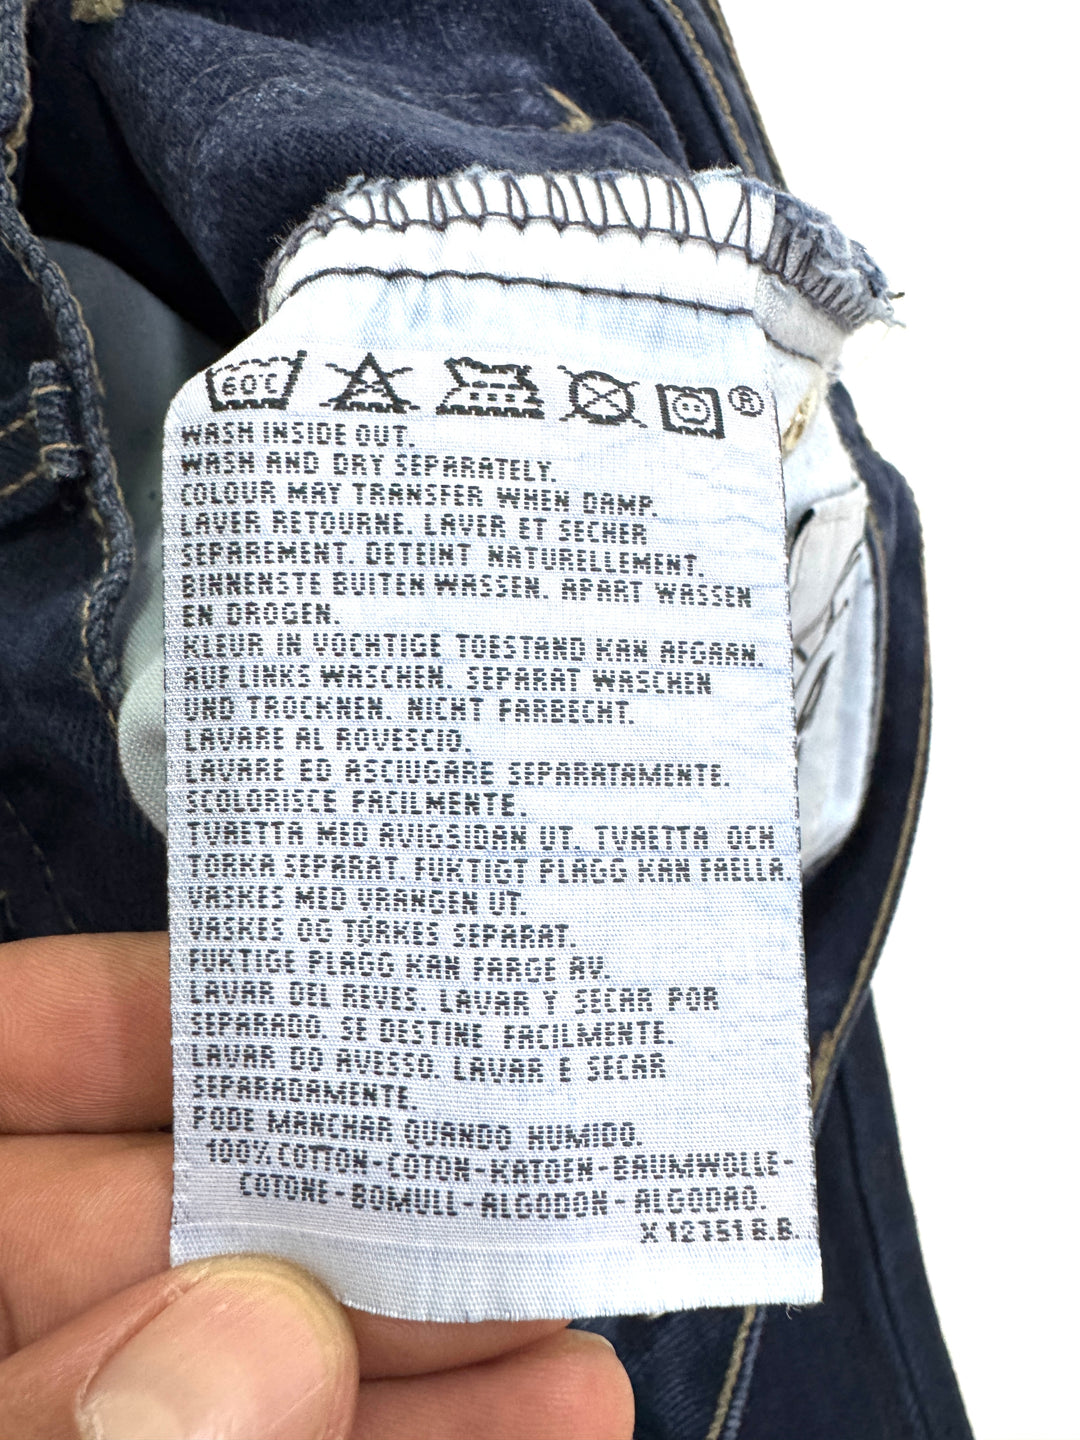 60°C
®
WASH INSIDE OUT.
WASH AND DRY SEPARATELY.
COLOUR MAY TRANSFER WHEN DAMP.
LAVER RETOURNE. LAVER ET SECHER
SEPAREMENT. DETEINT NATURELLEMENT.
BINNENSTE BUITEN WASSEN. APART WASSEN
EN DROGEN.
KLEUR IN VOCHTIGE TOESTAND KAN AFGAAN.
AUF LINKS WASCHEN. SEPARAT WASCHEN
UND TROCKNEN. NICHT FARBECHT.
LAVARE AL ROVESCIO.
LAVARE ED ASCIUGARE SEPARATAMENTE.
SCOLORISCE FACILMENTE.
TVAETTA MED AVIGSIDAN UT. TVAETTA OCH
TORKA SEPARAT. FUKTIGT PLAGG KAN FAELLA.
VASKES MED VRANGEN UT.
VASKES OG TØRKES SEPARAT.
FUKTIGE PLAGG KAN FARGE AV.
LAVAR DEL REVES. LAVAR Y SECAR POR
SEPARADO. SE DESTINE FACILMENTE.
LAVAR DO AVESSO. LAVAR E SECAR
SEPARADAMENTE.
PODE MANCHAR QUANDO HUMIDO.
100% COTTON-COTON-KATOEN-BAUMWOLLE-
COTONE-BOMULL-ALGODON-ALGODAO.